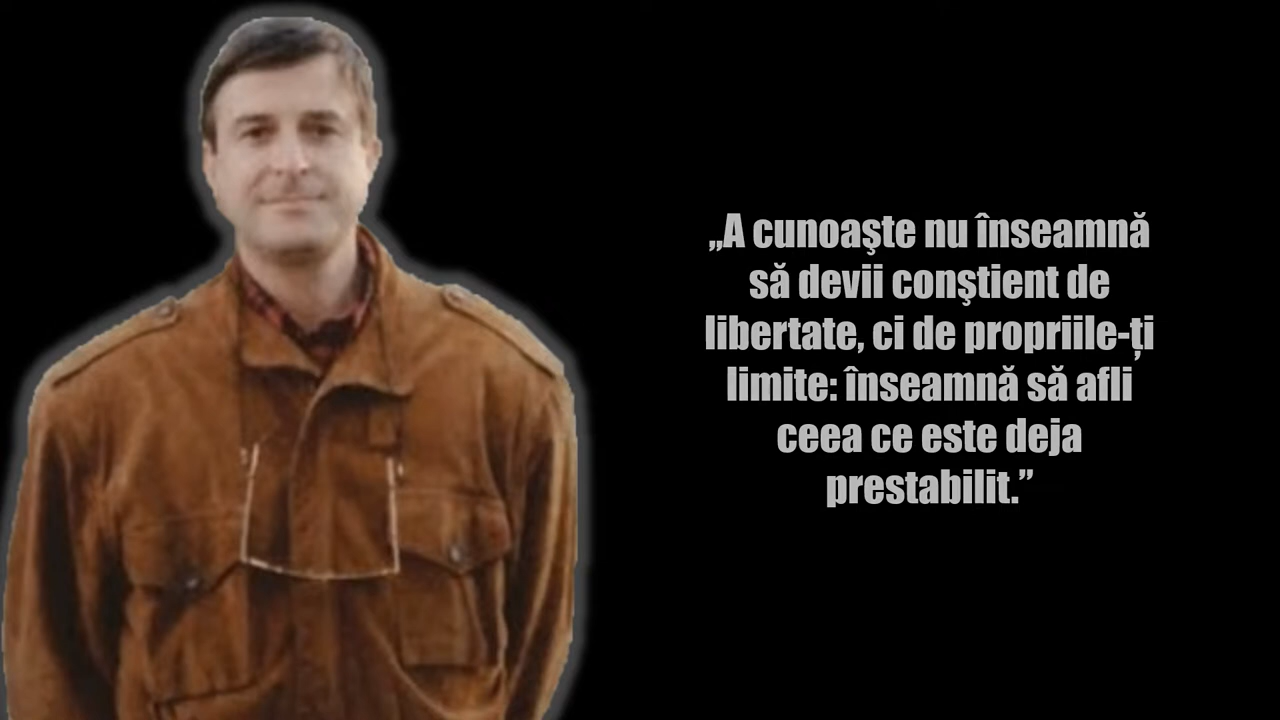 „A cunoaşte nu înseamnă
să devii conştient de
libertate, ci de propriile-ți
limite: înseamnă să afli
ceea ce este deja
prestabilit.”